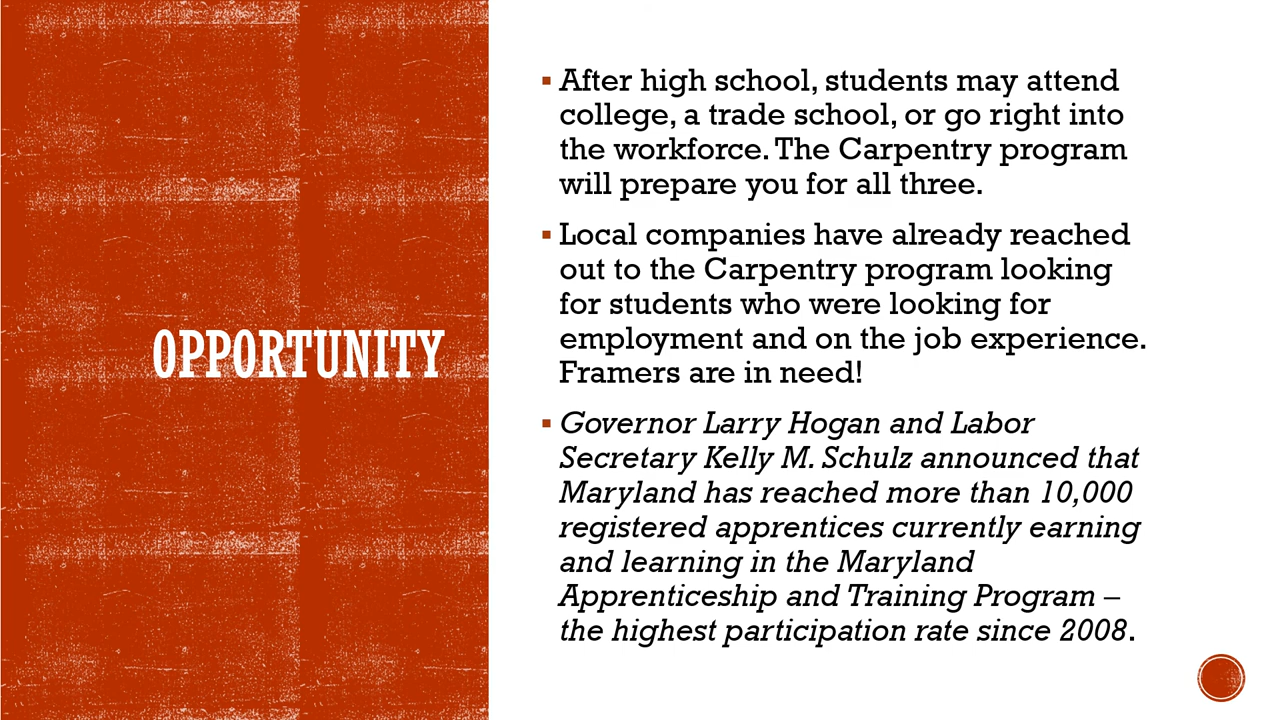 OPPORTUNITY
▪ After high school, students may attend
college, a trade school, or go right into
the workforce. The Carpentry program
will prepare you for all three.
▪ Local companies have already reached
out to the Carpentry program looking
for students who were looking for
employment and on the job experience.
Framers are in need!
▪ Governor Larry Hogan and Labor
Secretary Kelly M. Schulz announced that
Maryland has reached more than 10,000
registered apprentices currently earning
and learning in the Maryland
Apprenticeship and Training Program –
the highest participation rate since 2008.